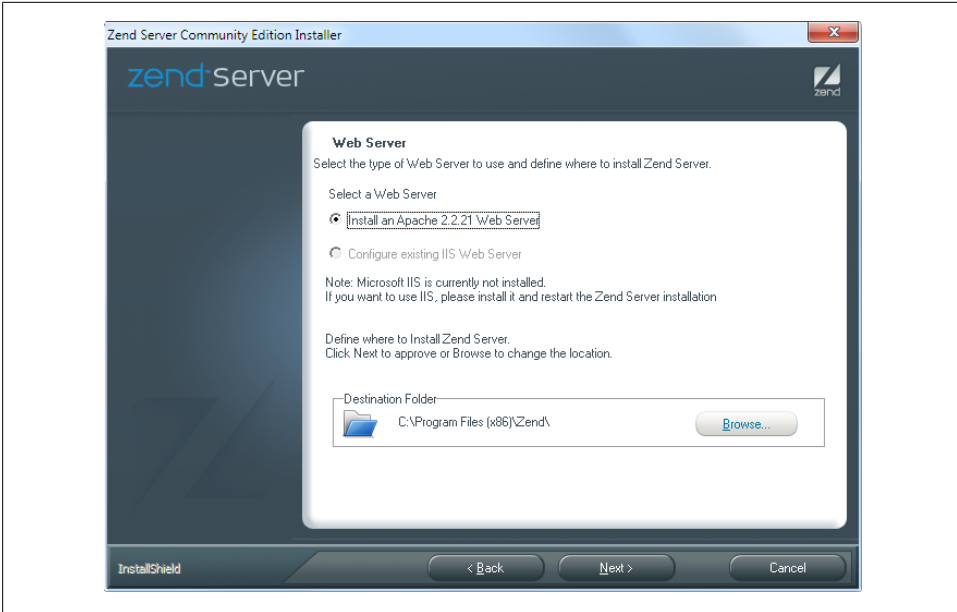 Zend Server Community Edition Installer
zend Server
zend
Web Server
Select the type of Web Server to use and define where to install Zend Server.
Select a Web Server
Install an Apache 2.2.21 Web Server
Configure existing IIS Web Server
Note: Microsoft IIS is currently not installed.
If you want to use IIS, please install it and restart the Zend Server installation
Define where to Install Zend Server.
Click Next to approve or Browse to change the location.
Destination Folder
C:\Program Files (x86)\Zend\
Browse...
InstallShield
< Back
Next >
Cancel